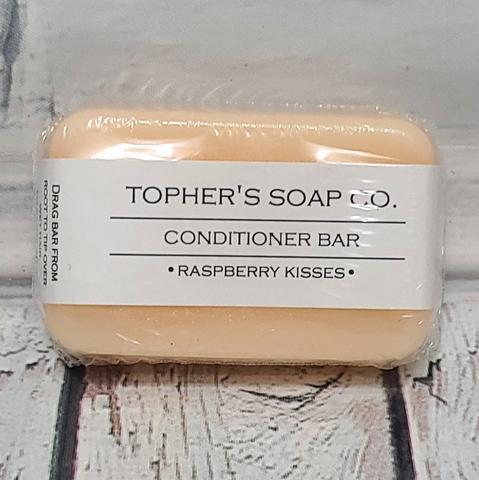 TOPHER'S SOAP CO.
CONDITIONER BAR
•RASPBERRY KISSES•
DRAG BAR FROM
ROOT TO TIP OVER